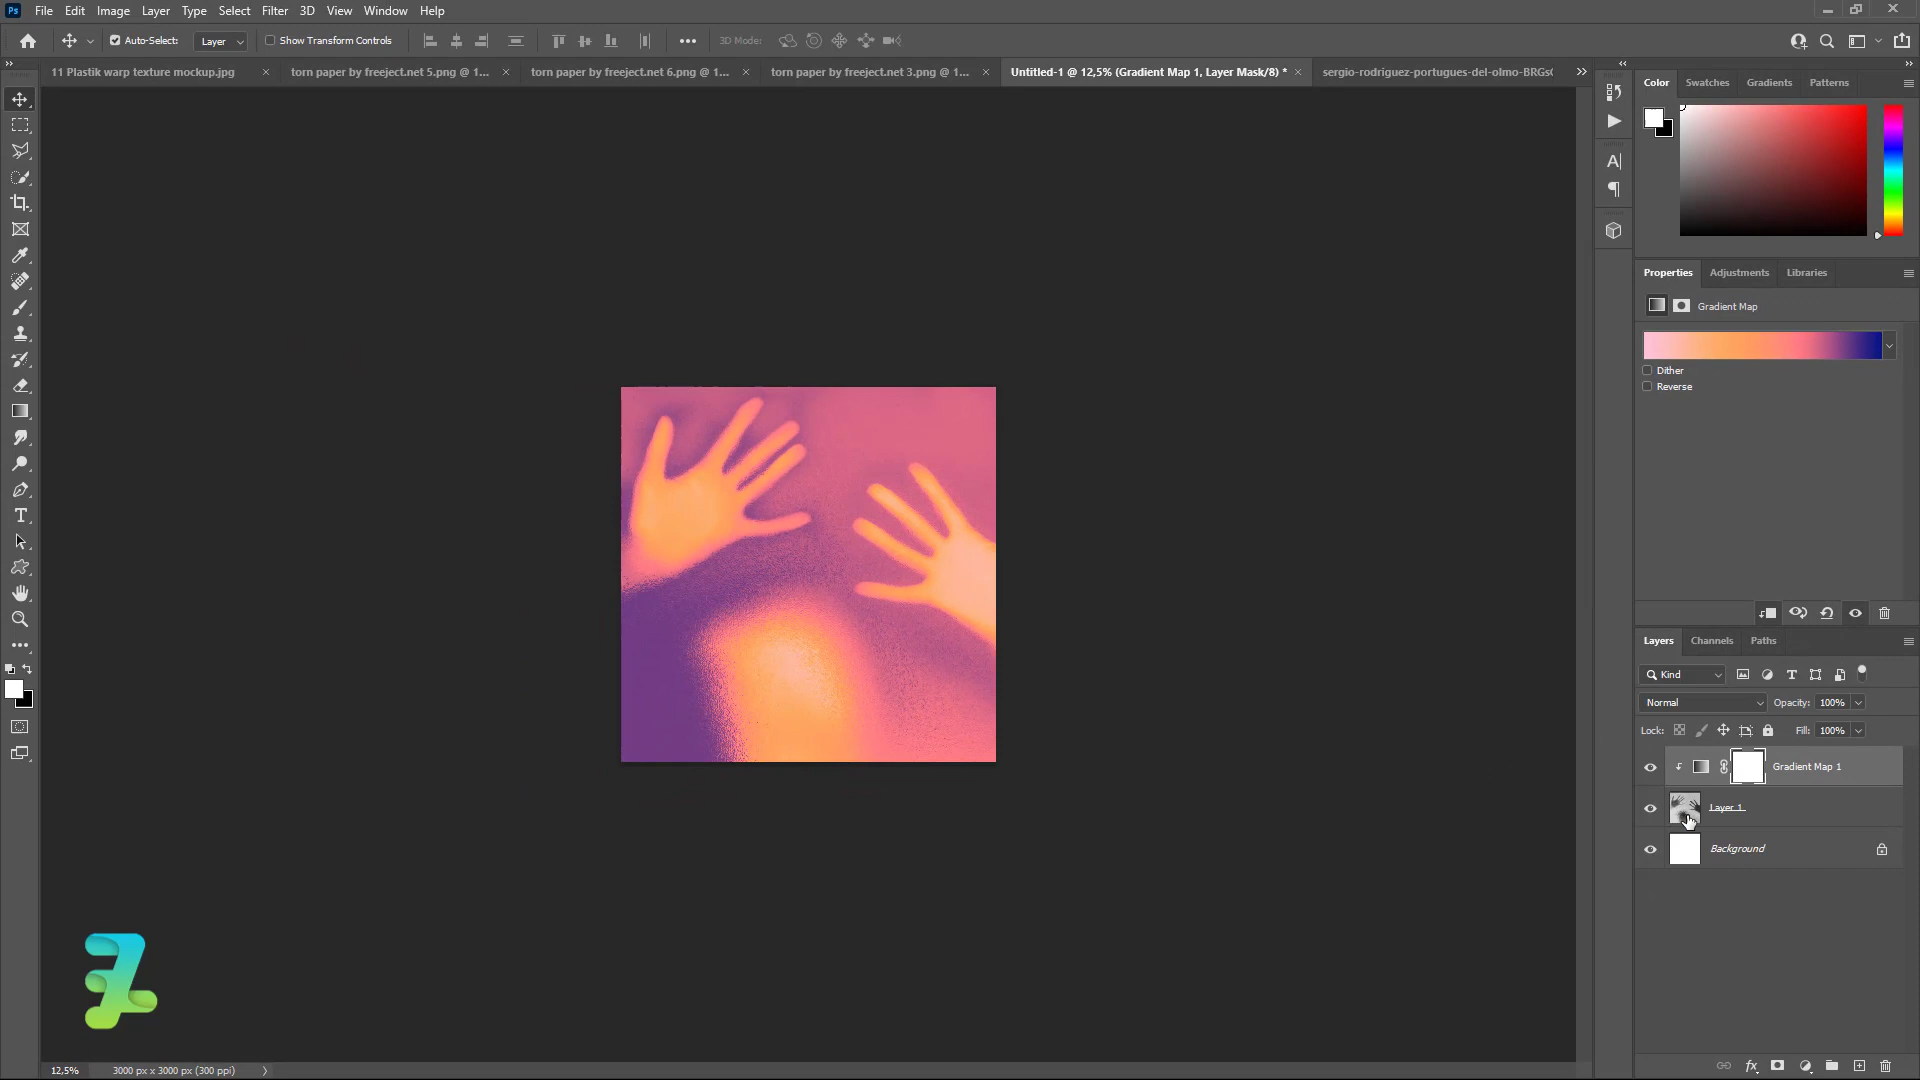 Ps File Edit Image Layer Type Select Filter 3D View Window Help
Auto-Select: Layer Show Transform Controls 3D Mode:
11 Plastik warp texture mockup.jpg torn paper by freeject.net 5.png @ 1... torn paper by freeject.net 6.png @ 1... torn paper by freeject.net 3.png @ 1... Untitled-1 @ 12,5% (Gradient Map 1, Layer Mask/8) * sergio-rodriguez-portugues-del-olmo-BRGs
Color Swatches Gradients Patterns
Properties Adjustments Libraries
Gradient Map
Dither
Reverse
Layers Channels Paths
Kind
Normal Opacity: 100%
Lock: Fill: 100%
Gradient Map 1
Layer 1
Background
12,5% 3000 px x 3000 px (300 ppi)